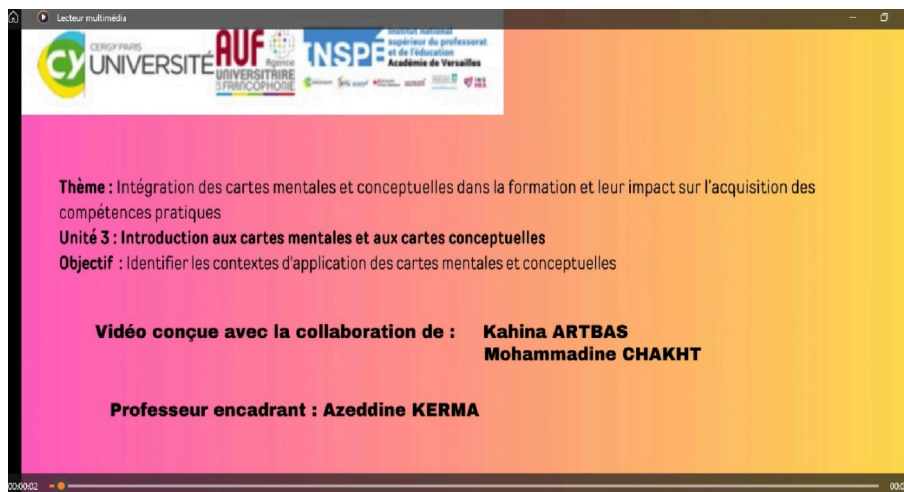 Lecteur multimédia
CERGY PARIS
CY UNIVERSITÉ
AUF
Agence
UNIVERSITAIRE
DE LA FRANCOPHONIE
INSPÉ
Institut national
supérieur du professorat
et de l'éducation
Académie de Versailles
Thème : Intégration des cartes mentales et conceptuelles dans la formation et leur impact sur l'acquisition des
compétences pratiques
Unité 3 : Introduction aux cartes mentales et aux cartes conceptuelles
Objectif : Identifier les contextes d'application des cartes mentales et conceptuelles
Vidéo conçue avec la collaboration de : Kahina ARTBAS
Mohammadine CHAKHT
Professeur encadrant : Azeddine KERMA
00:00:02